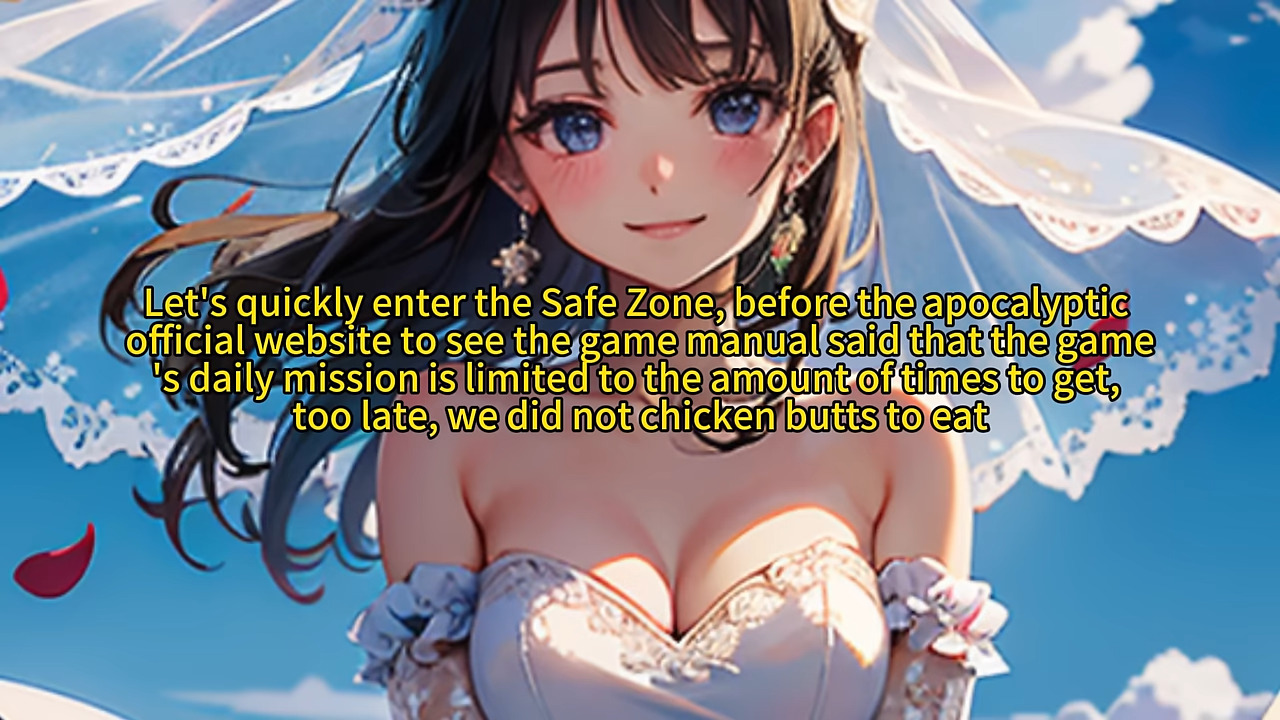 Let's quickly enter the Safe Zone, before the apocalyptic
official website to see the game manual said that the game
's daily mission is limited to the amount of times to get,
too late, we did not chicken butts to eat